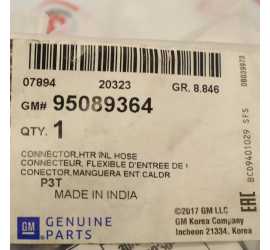 07894 20323 GR. 8.846
GM# 95089364
QTY. 1
CONNECTOR,HTR INL HOSE
CONNECTEUR, FLEXIBLE D'ENTREE DE
CONECTOR,MANGUERA ENT CALDR
P3T
MADE IN INDIA
GM
GENUINE
PARTS
©2017 GM LLC
GM Korea Company
Incheon 21334, Korea
EAC
BC09401029 SFS